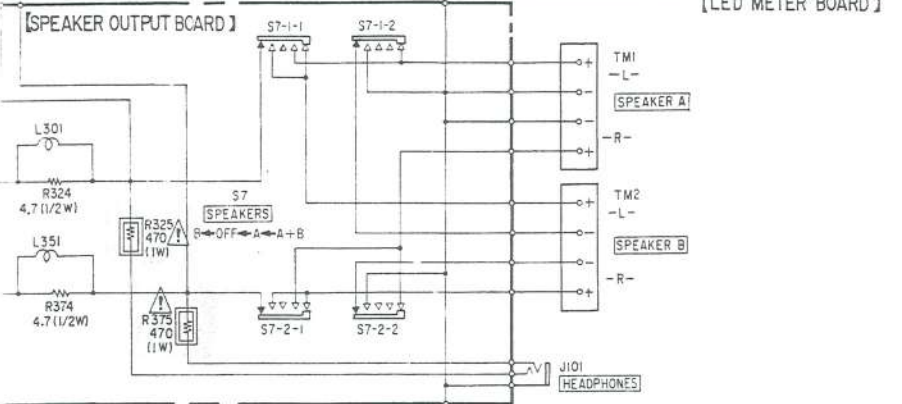 [LED METER BOARD】
[SPEAKER OUTPUT BOARD】
S7-1-1
S7-1-2
TM1
-L-
+
-
SPEAKER A
-
-R-
+
L301
R324
4.7(1/2W)
S7
SPEAKERS
B←OFF←A←A+B
R325
470
(1W)
!
TM2
+
-L-
-
SPEAKER B
-
-R-
+
L351
R374
4.7(1/2W)
!
R375
470
(1W)
S7-2-1
S7-2-2
J101
HEADPHONES